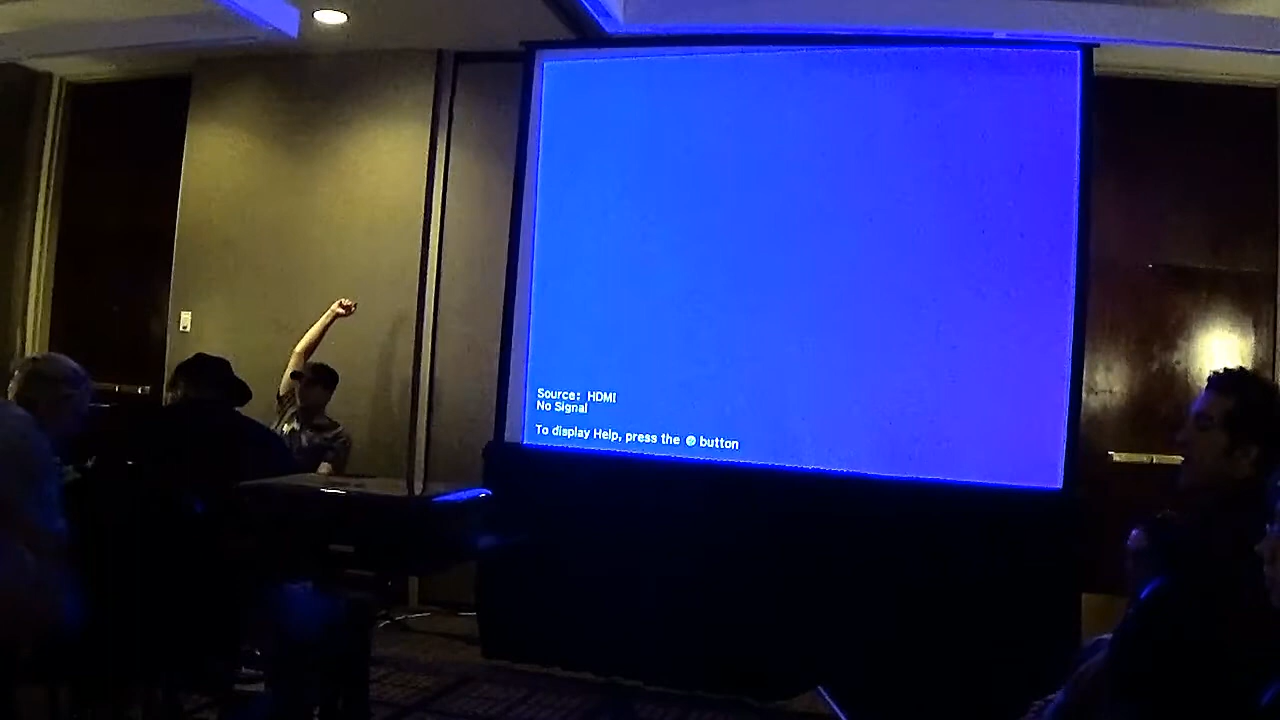 Source: HDMI
No Signal
To display Help, press the button